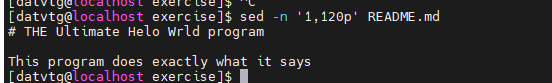 [datvtg@localhost exercise]$ ^C
[datvtg@localhost exercise]$ sed -n '1,120p' README.md
# THE Ultimate Helo Wrld program

This program does exactly what it says
[datvtg@localhost exercise]$